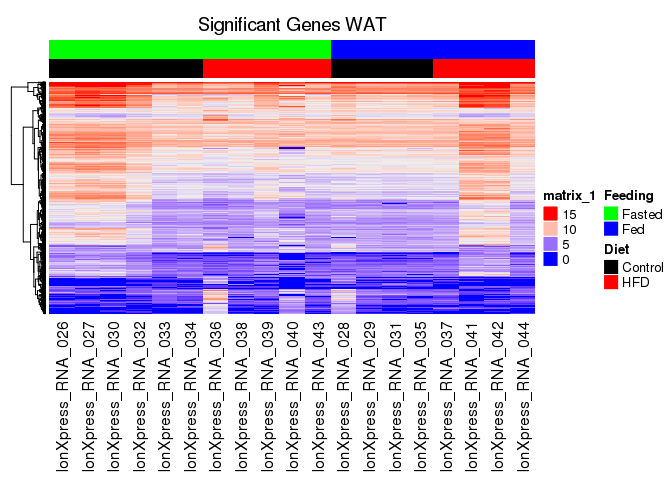 Significant Genes WAT
matrix_1
15
10
5
0
Feeding
Fasted
Fed
Diet
Control
HFD
IonXpress_RNA_026
IonXpress_RNA_027
IonXpress_RNA_030
IonXpress_RNA_032
IonXpress_RNA_033
IonXpress_RNA_034
IonXpress_RNA_036
IonXpress_RNA_038
IonXpress_RNA_039
IonXpress_RNA_040
IonXpress_RNA_043
IonXpress_RNA_028
IonXpress_RNA_029
IonXpress_RNA_031
IonXpress_RNA_035
IonXpress_RNA_037
IonXpress_RNA_041
IonXpress_RNA_042
IonXpress_RNA_044